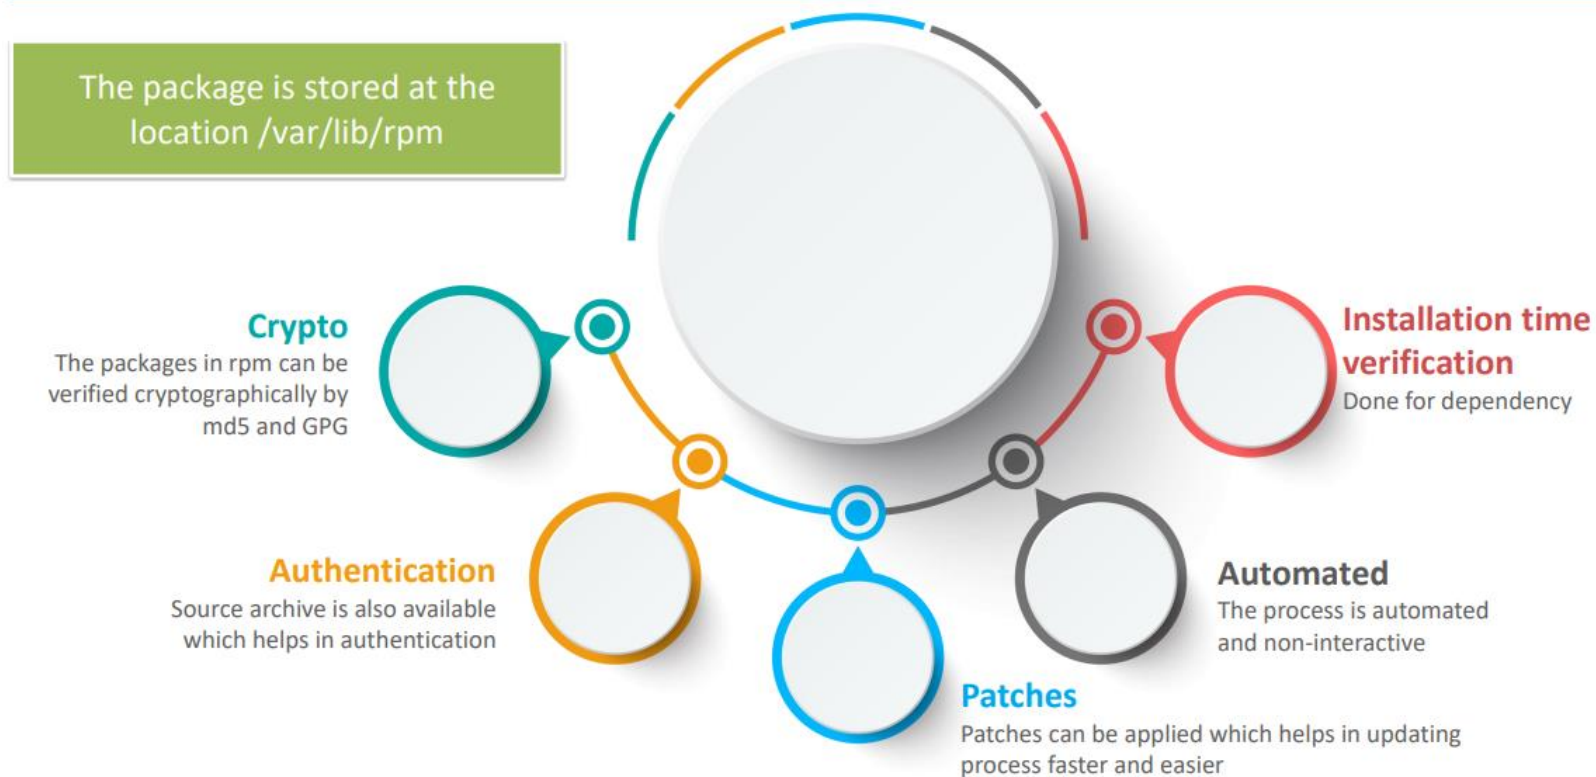 The package is stored at the
location /var/lib/rpm
Crypto
The packages in rpm can be
verified cryptographically by
md5 and GPG
Authentication
Source archive is also available
which helps in authentication
Patches
Patches can be applied which helps in updating
process faster and easier
Automated
The process is automated
and non-interactive
Installation time
verification
Done for dependency